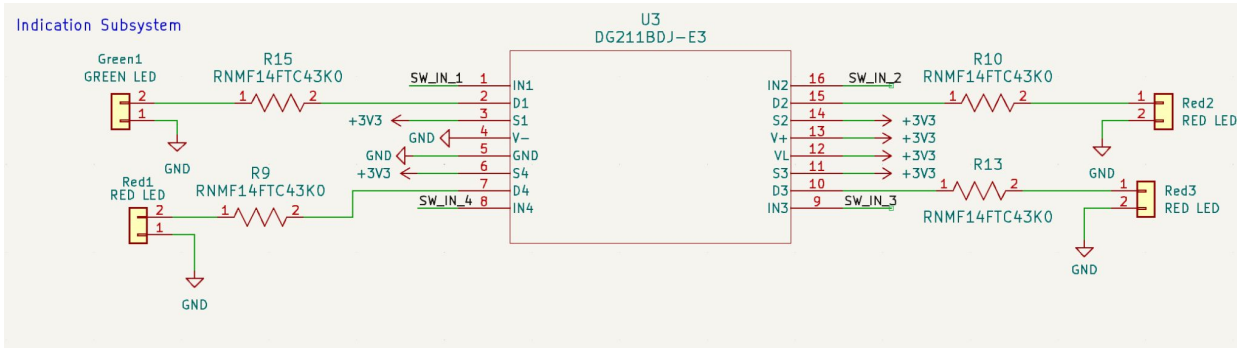 Indication Subsystem
U3
DG211BDJ-E3
Green1
GREEN LED
2
1
GND
R15
RNMF14FTC43K0
1 2
Red1
RED LED
2
1
GND
R9
RNMF14FTC43K0
1 2
SW_IN_1 1 IN1
2 D1
+3V3 3 S1
GND 4 V-
GND 5 GND
+3V3 6 S4
7 D4
SW_IN_4 8 IN4
IN2 16 SW_IN_2
D2 15
S2 14 +3V3
V+ 13 +3V3
VL 12 +3V3
S3 11 +3V3
D3 10
IN3 9 SW_IN_3
R10
RNMF14FTC43K0
1 2
1
2
Red2
RED LED
GND
R13
1 2
RNMF14FTC43K0
1
2
Red3
RED LED
GND